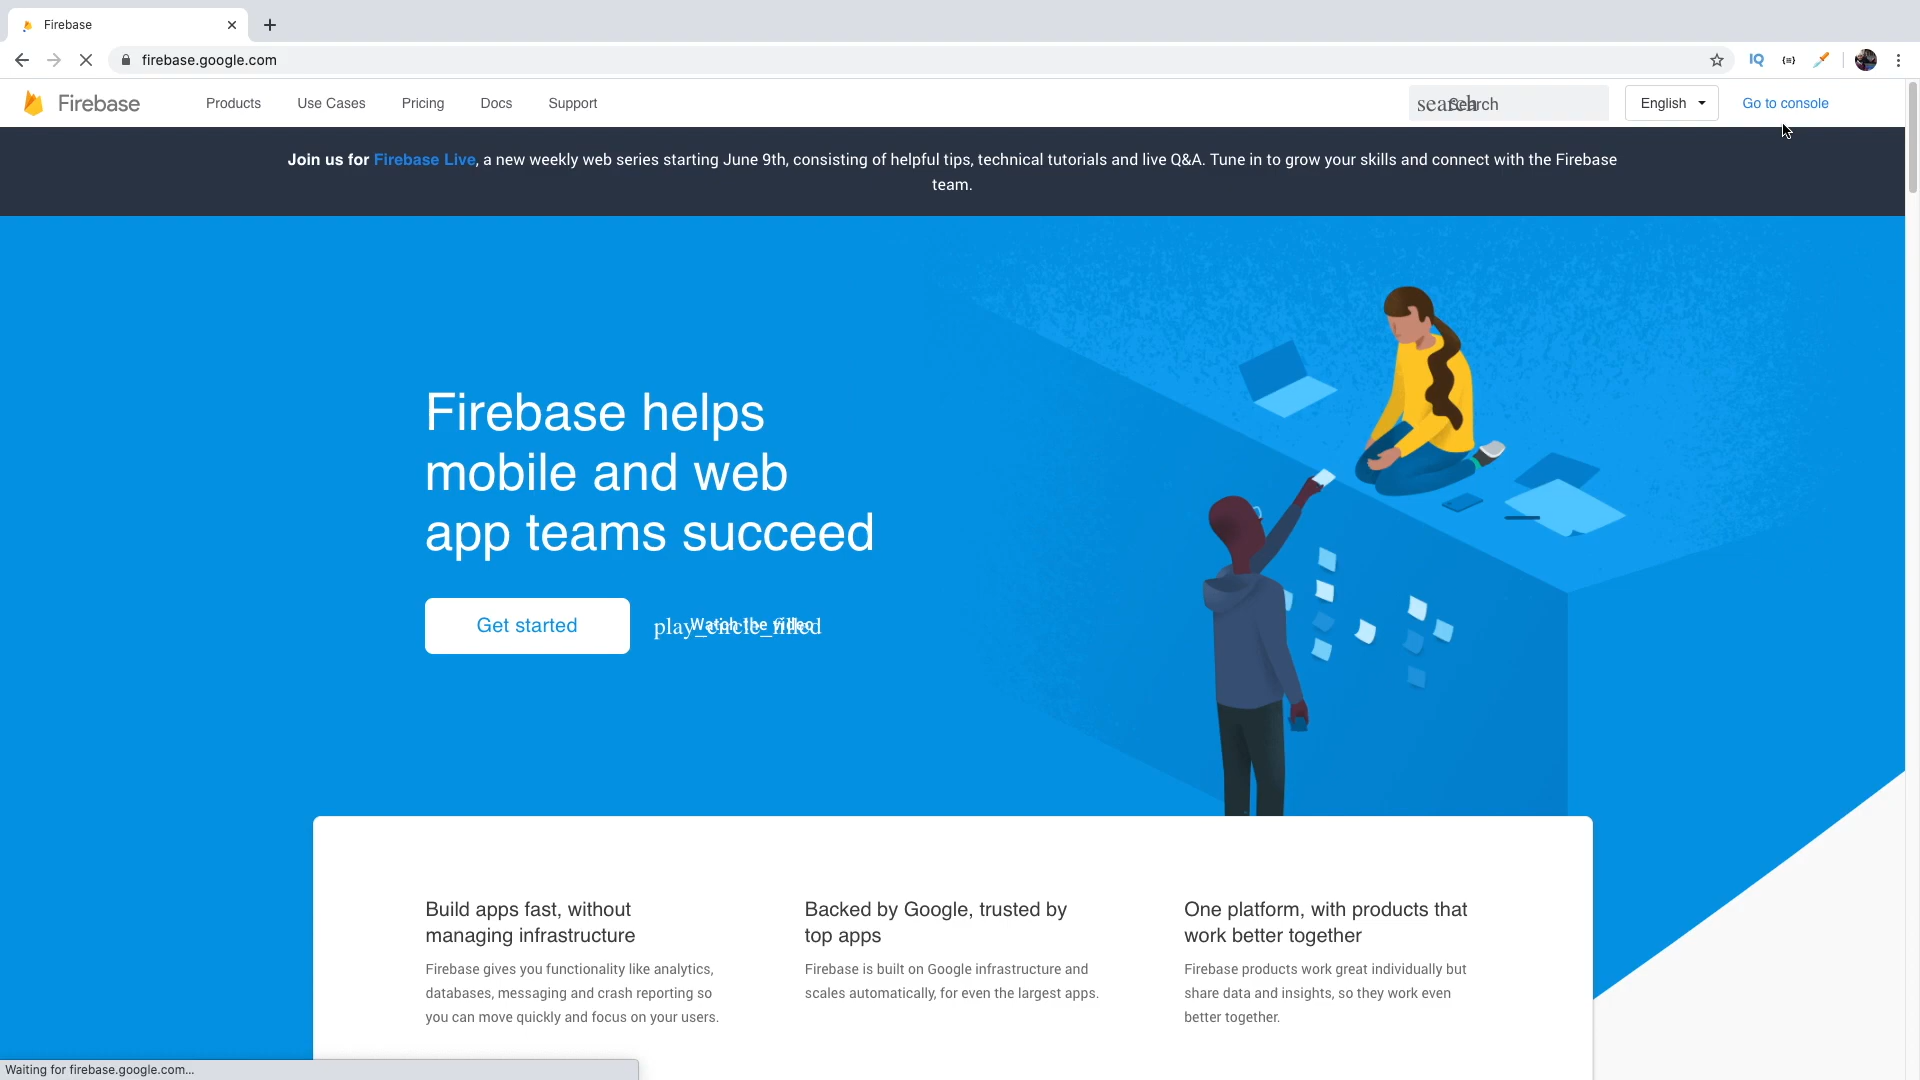 Firebase
firebase.google.com
IQ
Firebase
Products
Use Cases
Pricing
Docs
Support
search
Search
English
Go to console
Join us for Firebase Live, a new weekly web series starting June 9th, consisting of helpful tips, technical tutorials and live Q&A. Tune in to grow your skills and connect with the Firebase
team.
Firebase helps
mobile and web
app teams succeed
Get started
play_circle_filled
Watch the video
Build apps fast, without
managing infrastructure
Firebase gives you functionality like analytics,
databases, messaging and crash reporting so
you can move quickly and focus on your users.
Backed by Google, trusted by
top apps
Firebase is built on Google infrastructure and
scales automatically, for even the largest apps.
One platform, with products that
work better together
Firebase products work great individually but
share data and insights, so they work even
better together.
Waiting for firebase.google.com...